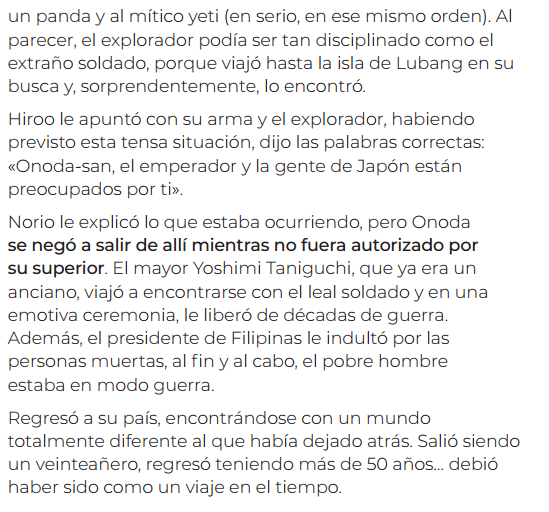 un panda y al mítico yeti (en serio, en ese mismo orden). Al
parecer, el explorador podía ser tan disciplinado como el
extraño soldado, porque viajó hasta la isla de Lubang en su
busca y, sorprendentemente, lo encontró.
Hiroo le apuntó con su arma y el explorador, habiendo
previsto esta tensa situación, dijo las palabras correctas:
«Onoda-san, el emperador y la gente de Japón están
preocupados por ti».
Norio le explicó lo que estaba ocurriendo, pero Onoda
se negó a salir de allí mientras no fuera autorizado por
su superior. El mayor Yoshimi Taniguchi, que ya era un
anciano, viajó a encontrarse con el leal soldado y en una
emotiva ceremonia, le liberó de décadas de guerra.
Además, el presidente de Filipinas le indultó por las
personas muertas, al fin y al cabo, el pobre hombre
estaba en modo guerra.
Regresó a su país, encontrándose con un mundo
totalmente diferente al que había dejado atrás. Salió siendo
un veinteañero, regresó teniendo más de 50 años... debió
haber sido como un viaje en el tiempo.